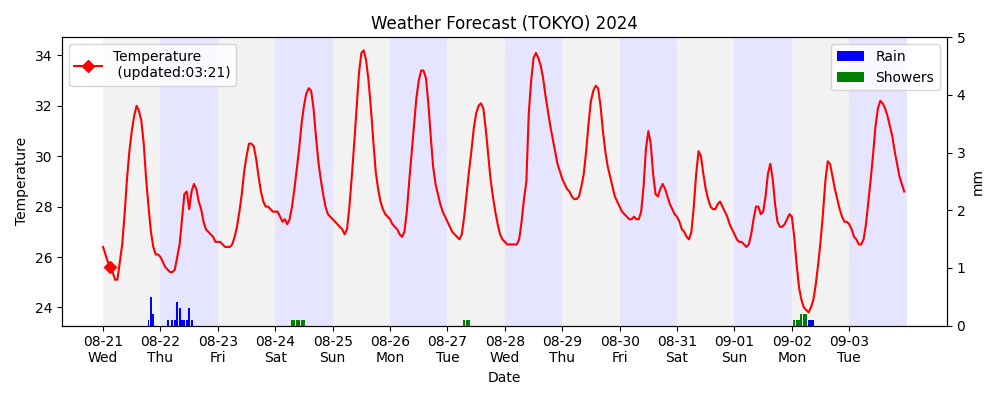 Weather Forecast (TOKYO) 2024
Temperature
(updated:03:21)
Rain
Showers
Temperature
34
32
30
28
26
24
5
4
3
2
1
0
mm
08-21 08-22 08-23 08-24 08-25 08-26 08-27 08-28 08-29 08-30 08-31 09-01 09-02 09-03
Wed Thu Fri Sat Sun Mon Tue Wed Thu Fri Sat Sun Mon Tue
Date